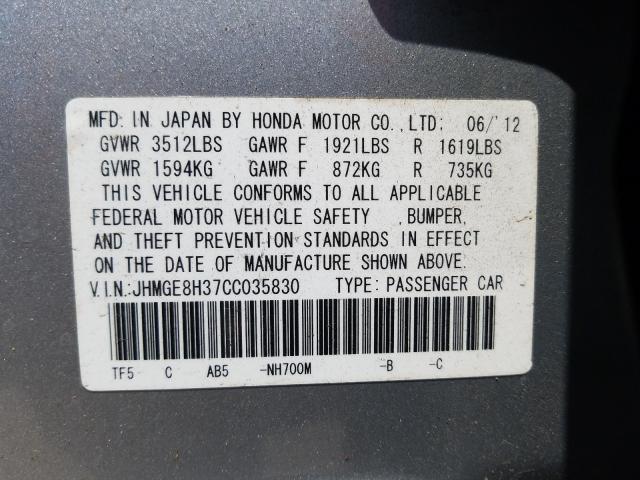 MFD: IN JAPAN BY HONDA MOTOR CO.,LTD: 06/'12
GVWR 3512LBS GAWR F 1921LBS R 1619LBS
GVWR 1594KG GAWR F 872KG R 735KG
THIS VEHICLE CONFORMS TO ALL APPLICABLE
FEDERAL MOTOR VEHICLE SAFETY ,BUMPER,
AND THEFT PREVENTION STANDARDS IN EFFECT
ON THE DATE OF MANUFACTURE SHOWN ABOVE.
V.I.N.:JHMGE8H37CC035830 TYPE: PASSENGER CAR
TF5 C AB5 -NH700M -B -C